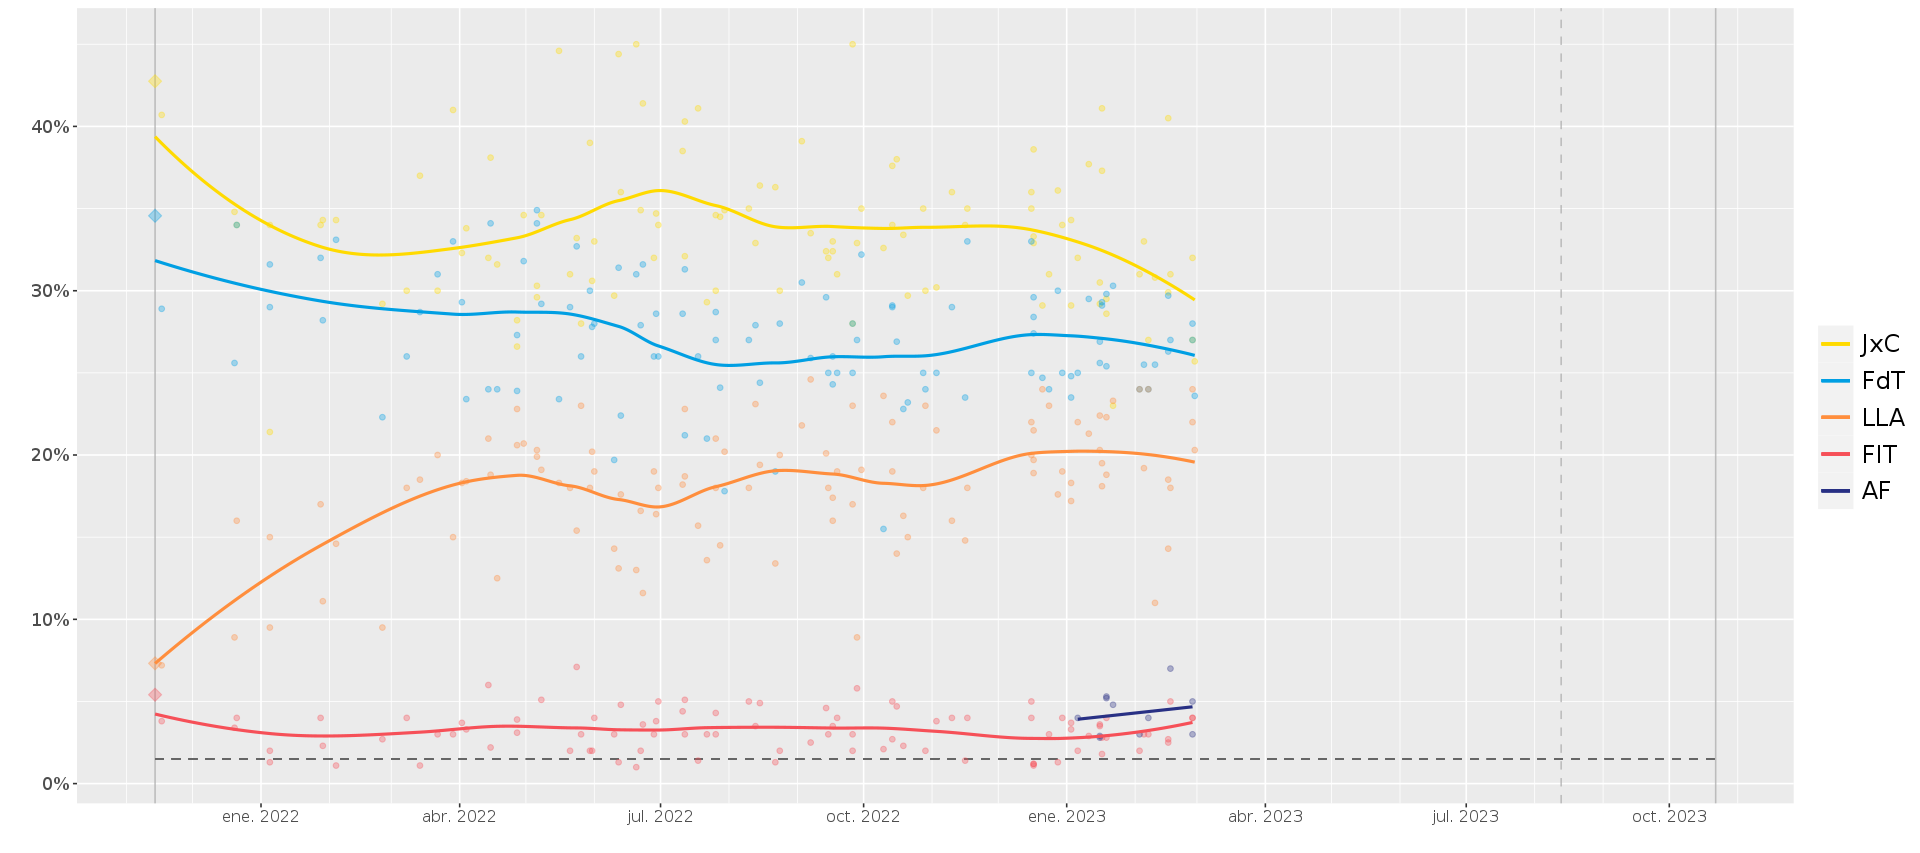 40%
30%
20%
10%
0%
ene. 2022
abr. 2022
jul. 2022
oct. 2022
ene. 2023
abr. 2023
jul. 2023
oct. 2023
JxC
FdT
LLA
FIT
AF